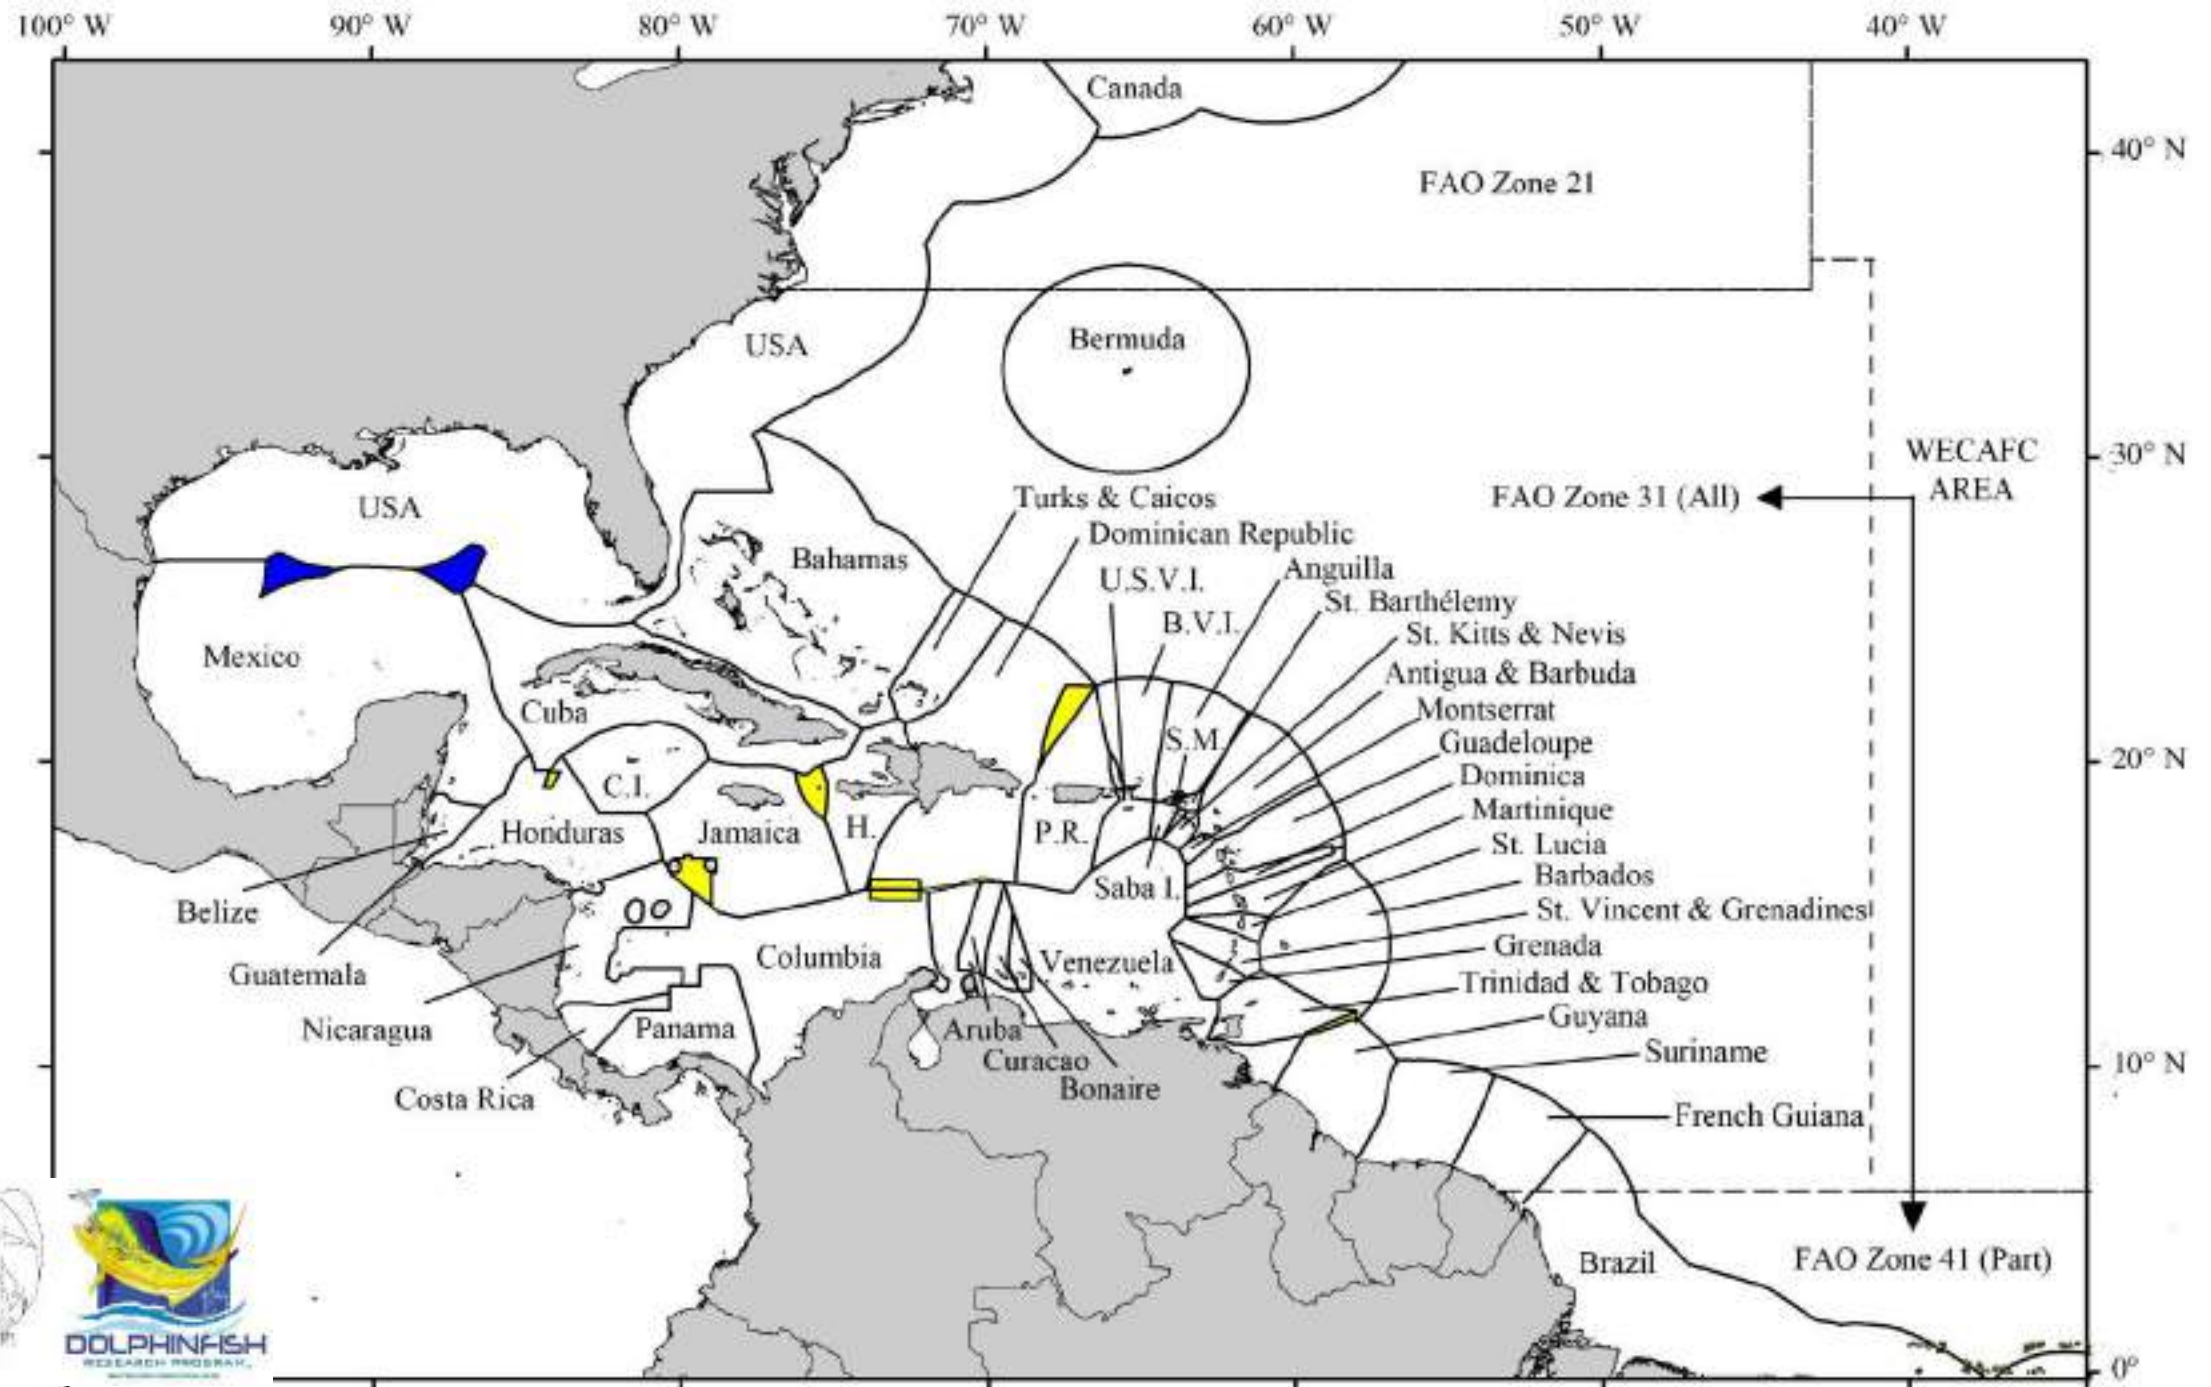 100° W
90° W
80° W
70° W
60° W
50° W
40° W
Canada
40° N
FAO Zone 21
Bermuda
USA
30° N
WECAFC
AREA
USA
Turks & Caicos
FAO Zone 31 (All)
Dominican Republic
Bahamas
Anguilla
U.S.V.I.
St. Barthélemy
B.V.I.
St. Kitts & Nevis
Mexico
Antigua & Barbuda
Cuba
Montserrat
S.M.
Guadeloupe
20° N
Dominica
C.I.
Martinique
Honduras
Jamaica
H.
P.R.
St. Lucia
Barbados
Saba I.
Belize
St. Vincent & Grenadines
Grenada
Columbia
Venezuela
Guatemala
Trinidad & Tobago
Guyana
Nicaragua
Panama
Aruba
Suriname
Curacao
10° N
Bonaire
Costa Rica
French Guiana
Brazil
FAO Zone 41 (Part)
DOLPHINFISH
RESEARCH PROGRAM
0°